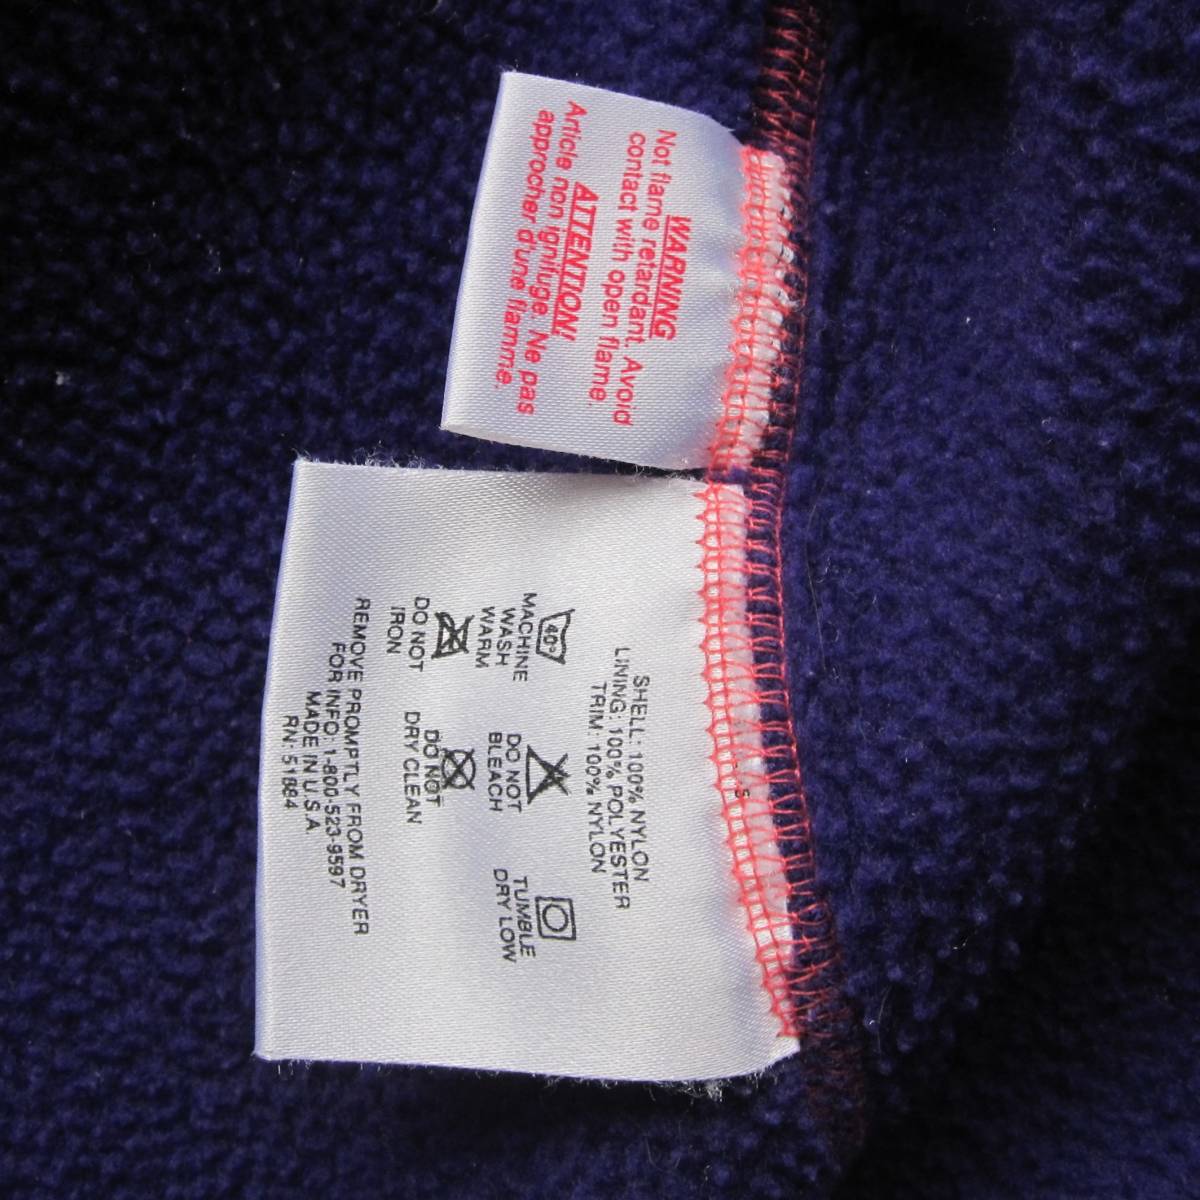 WARNING
Not flame retardant. Avoid
contact with open flame.
ATTENTION!
Article non ignifuge. Ne pas
approcher d'une flamme.
SHELL: 100% NYLON
LINING: 100% POLYESTER
TRIM: 100% NYLON
40°
MACHINE
WASH
WARM
DO NOT
BLEACH
TUMBLE
DRY LOW
DO NOT
IRON
DO NOT
DRY CLEAN
REMOVE PROMPTLY FROM DRYER
FOR INFO: 1-800-523-9597
MADE IN U.S.A.
RN: 51884